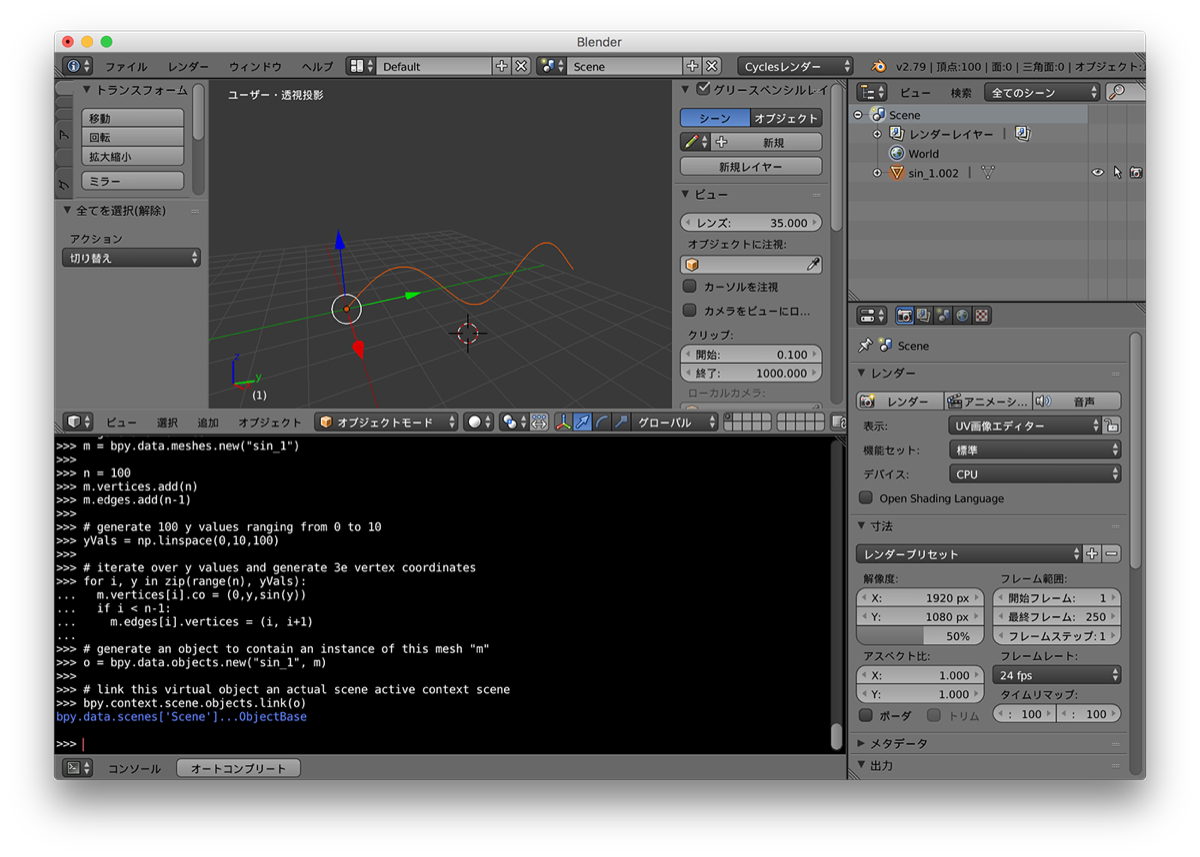 Blender
ファイル レンダー ウィンドウ ヘルプ Default Scene Cyclesレンダー v2.79 | 頂点:100 | 面:0 | 三角面:0 | オブジェクト:
トランスフォーム
移動
回転
拡大縮小
ミラー
全てを選択(解除)
アクション
切り替え
ユーザー・透視投影
z
y
(1)
グリースペンシルレイ
シーン オブジェクト
新規
新規レイヤー
ビュー
レンズ: 35.000
オブジェクトに注視:
カーソルを注視
カメラをビューにロ...
クリップ:
開始: 0.100
終了: 1000.000
ローカルカメラ:
ビュー 選択 追加 オブジェクト オブジェクトモード グローバル
>>> m = bpy.data.meshes.new("sin_1")
>>>
>>> n = 100
>>> m.vertices.add(n)
>>> m.edges.add(n-1)
>>>
>>> # generate 100 y values ranging from 0 to 10
>>> yVals = np.linspace(0,10,100)
>>>
>>> # iterate over y values and generate 3e vertex coordinates
>>> for i, y in zip(range(n), yVals):
...   m.vertices[i].co = (0,y,sin(y))
...   if i < n-1:
...     m.edges[i].vertices = (i, i+1)
...
>>> # generate an object to contain an instance of this mesh "m"
>>> o = bpy.data.objects.new("sin_1", m)
>>>
>>> # link this virtual object an actual scene active context scene
>>> bpy.context.scene.objects.link(o)
bpy.data.scenes['Scene']...ObjectBase
>>>
コンソール オートコンプリート
ビュー 検索 全てのシーン
Scene
レンダーレイヤー |
World
sin_1.002 |
Scene
レンダー
レンダー アニメーシ... 音声
表示: UV画像エディター
機能セット: 標準
デバイス: CPU
Open Shading Language
寸法
レンダープリセット
解像度: フレーム範囲:
X: 1920 px 開始フレーム: 1
Y: 1080 px 最終フレーム: 250
50% フレームステップ:1
アスペクト比: フレームレート:
X: 1.000 24 fps
Y: 1.000 タイムリマップ:
ボーダ トリム : 100 : 100
メタデータ
出力